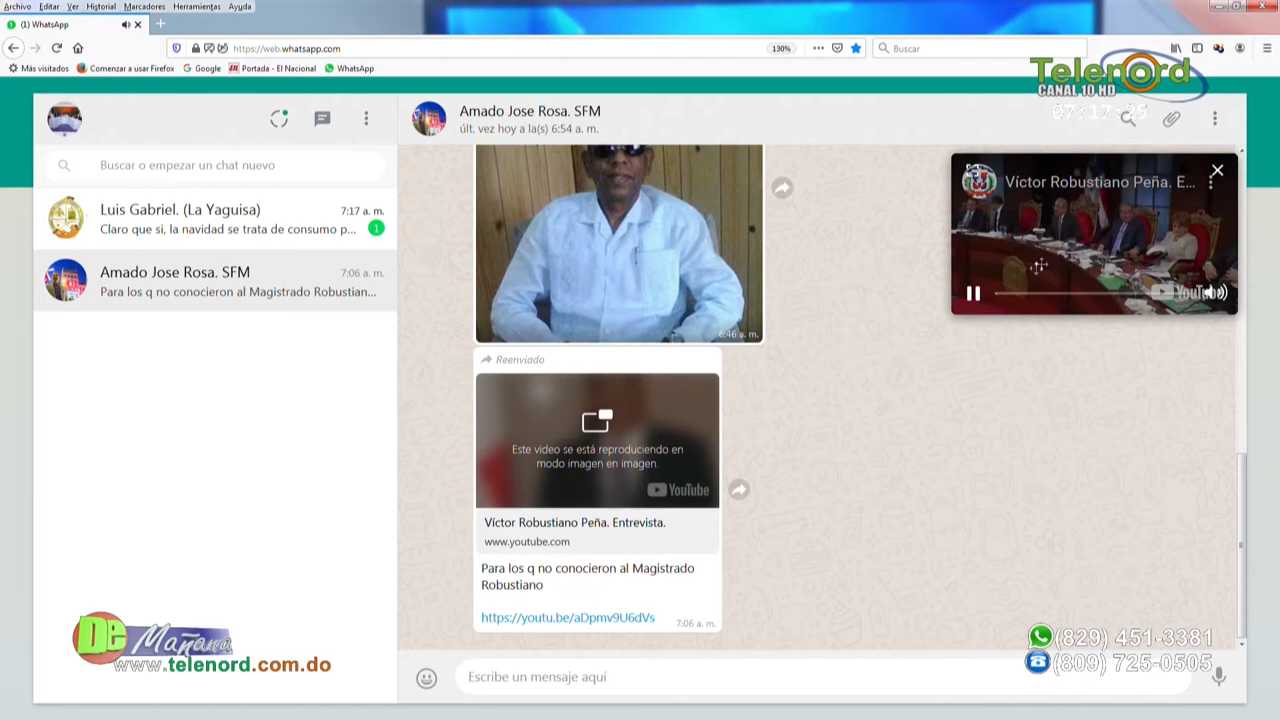 Archivo Editar Ver Historial Marcadores Herramientas Ayuda
(1) WhatsApp
https://web.whatsapp.com
130%
Buscar
Más visitados
Comenzar a usar Firefox
Google
Portada - El Nacional
WhatsApp
Telenord
CANAL 10.HD
Amado Jose Rosa. SFM
últ. vez hoy a la(s) 6:54 a. m.
Buscar o empezar un chat nuevo
Luis Gabriel. (La Yaguisa)
7:17 a. m.
Claro que si, la navidad se trata de consumo p...
1
Amado Jose Rosa. SFM
7:06 a. m.
Para los q no conocieron al Magistrado Robustian...
Víctor Robustiano Peña. E...
YouTube
6:46 a. m.
Reenviado
Este video se está reproduciendo en
modo imagen en imagen.
YouTube
Víctor Robustiano Peña. Entrevista.
www.youtube.com
Para los q no conocieron al Magistrado
Robustiano
https://youtu.be/aDpmv9U6dVs
7:06 a. m.
Escribe un mensaje aquí
De Mañana
www.telenord.com.do
(829) 451-3381
(809) 725-0505